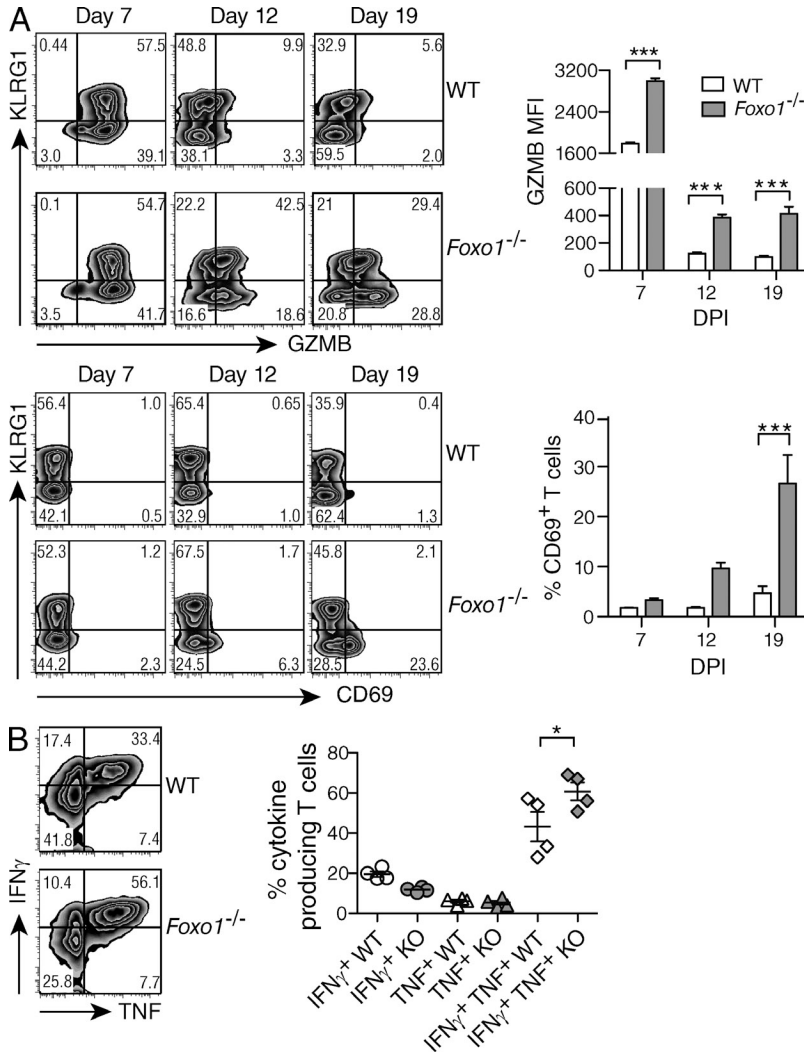 A
Day 7 Day 12 Day 19
0.44 57.5 48.8 9.9 32.9 5.6
WT
3.0 39.1 38.1 3.3 59.5 2.0
KLRG1
0.1 54.7 22.2 42.5 21 29.4
Foxo1-/-
3.5 41.7 16.6 18.6 20.8 28.8
GZMB
GZMB MFI
3200
1600
600
400
200
0
*** *** ***
WT
Foxo1-/-
7 12 19
DPI
Day 7 Day 12 Day 19
56.4 1.0 65.4 0.65 35.9 0.4
WT
42.1 0.5 32.9 1.0 62.4 1.3
KLRG1
52.3 1.2 67.5 1.7 45.8 2.1
Foxo1-/-
44.2 2.3 24.5 6.3 28.5 23.6
CD69
% CD69+ T cells
40
30
20
10
0
***
7 12 19
DPI
B
17.4 33.4
WT
41.8 7.4
IFNγ
10.4 56.1
Foxo1-/-
25.8 7.7
TNF
% cytokine
producing T cells
80
60
40
20
0
*
IFNγ+ WT
IFNγ+ KO
TNF+ WT
TNF+ KO
IFNγ+ TNF+ WT
IFNγ+ TNF+ KO